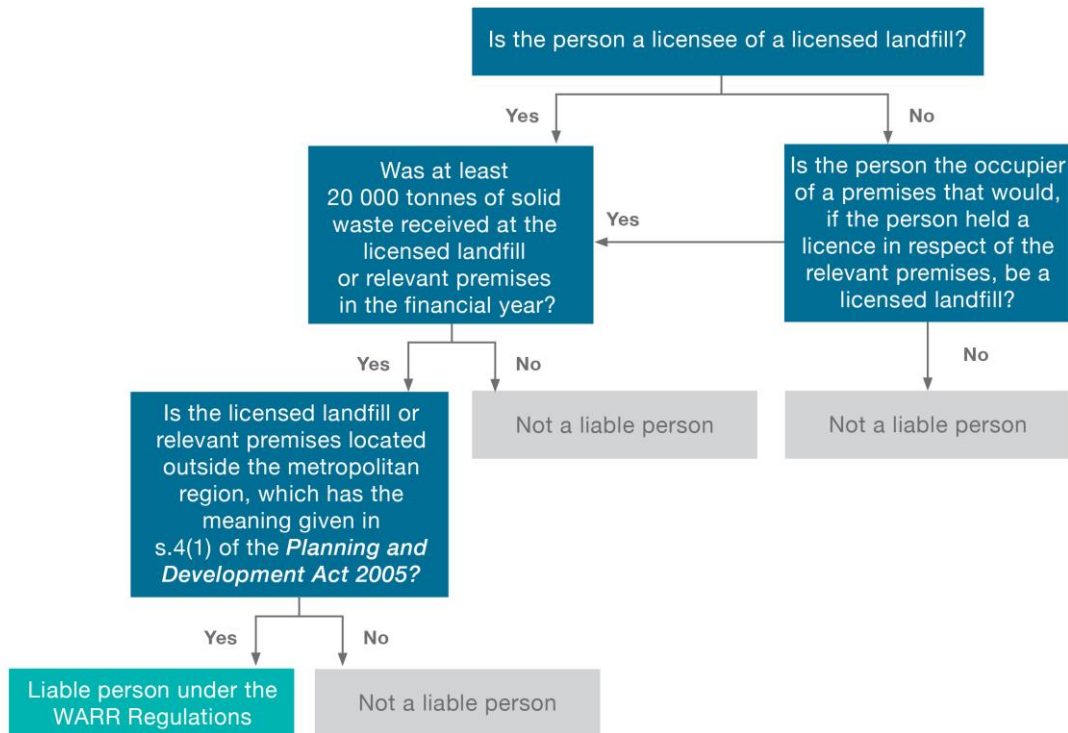 Is the person a licensee of a licensed landfill?
Yes
No
Was at least
20 000 tonnes of solid
waste received at the
licensed landfill
or relevant premises
in the financial year?
Yes
Is the person the occupier
of a premises that would,
if the person held a
licence in respect of the
relevant premises, be a
licensed landfill?
Yes
No
No
Is the licensed landfill or
relevant premises located
outside the metropolitan
region, which has the
meaning given in
s.4(1) of the Planning and
Development Act 2005?
Not a liable person
Not a liable person
Yes
No
Liable person under the
WARR Regulations
Not a liable person